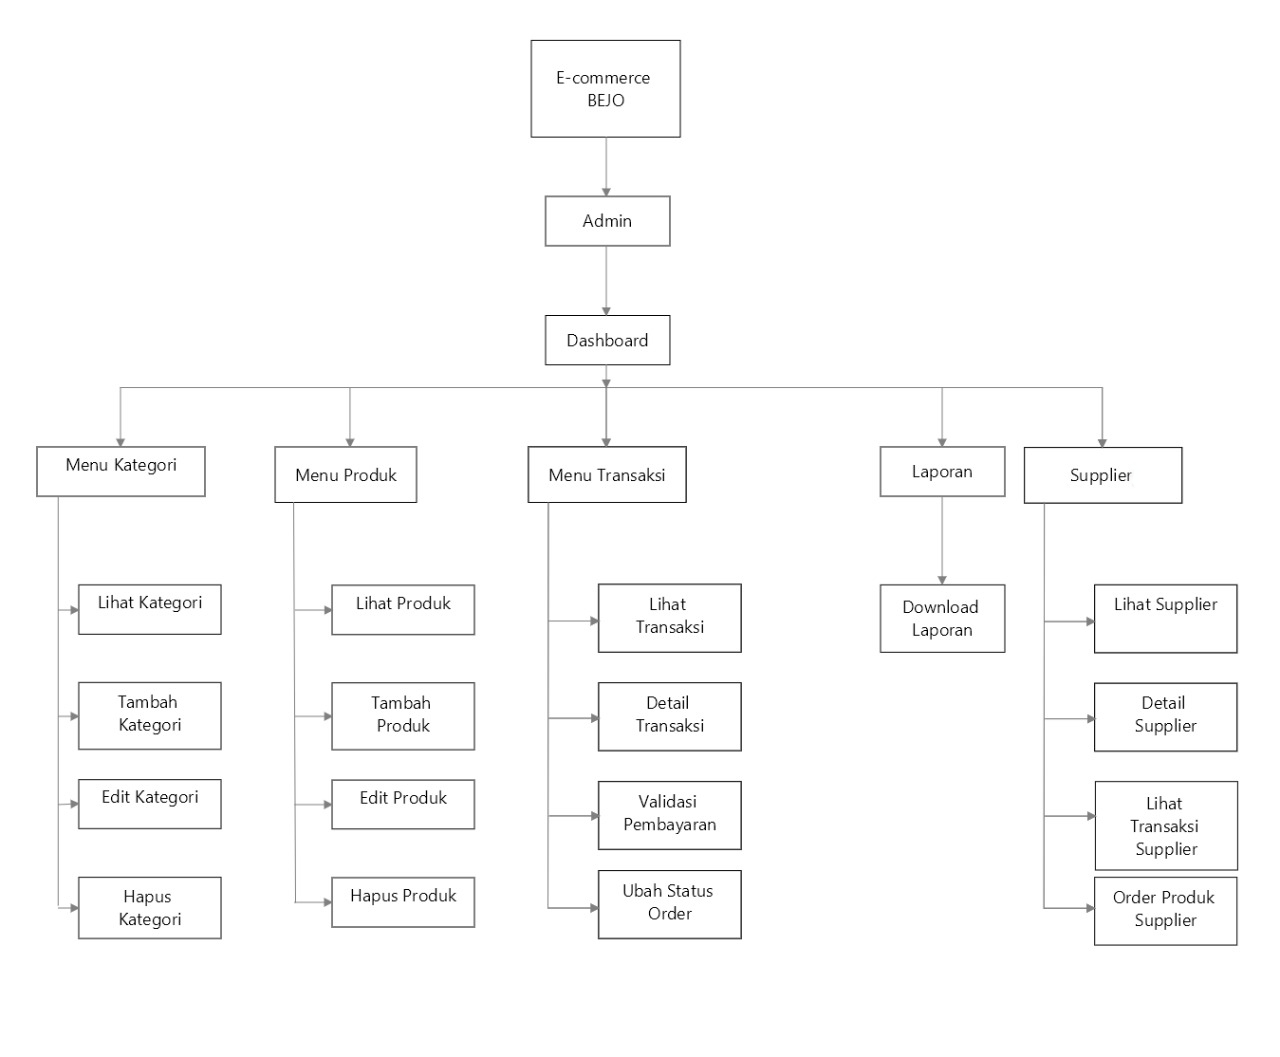 E-commerce
BEJO
Admin
Dashboard
Menu Kategori
Menu Produk
Menu Transaksi
Laporan
Supplier
Lihat Kategori
Tambah
Kategori
Edit Kategori
Hapus
Kategori
Lihat Produk
Tambah
Produk
Edit Produk
Hapus Produk
Lihat
Transaksi
Detail
Transaksi
Validasi
Pembayaran
Ubah Status
Order
Download
Laporan
Lihat Supplier
Detail
Supplier
Lihat
Transaksi
Supplier
Order Produk
Supplier